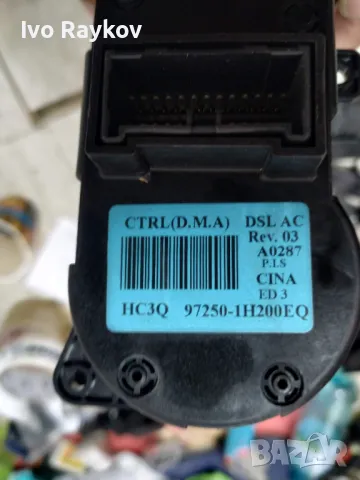 Ivo Raykov
CTRL(D.M.A) DSL AC
Rev. 03
A0287
P.I.S
CINA
ED 3
HC3Q 97250-1H200EQ
BAZAR